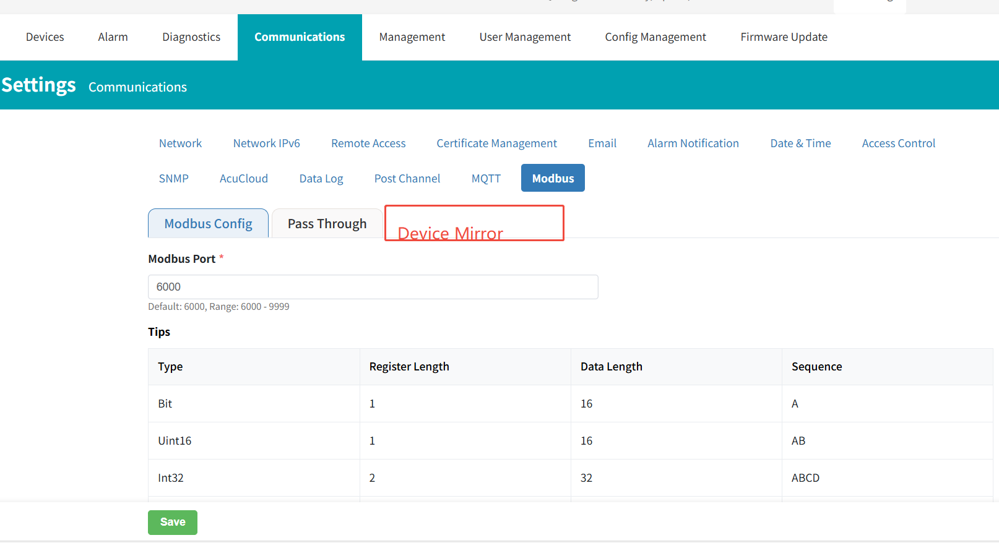 Devices Alarm Diagnostics Communications Management User Management Config Management Firmware Update
Settings Communications
Network Network IPv6 Remote Access Certificate Management Email Alarm Notification Date & Time Access Control
SNMP AcuCloud Data Log Post Channel MQTT Modbus
Modbus Config Pass Through Device Mirror
Modbus Port *
6000
Default: 6000, Range: 6000 - 9999
Tips
Type Register Length Data Length Sequence
Bit 1 16 A
Uint16 1 16 AB
Int32 2 32 ABCD
Save